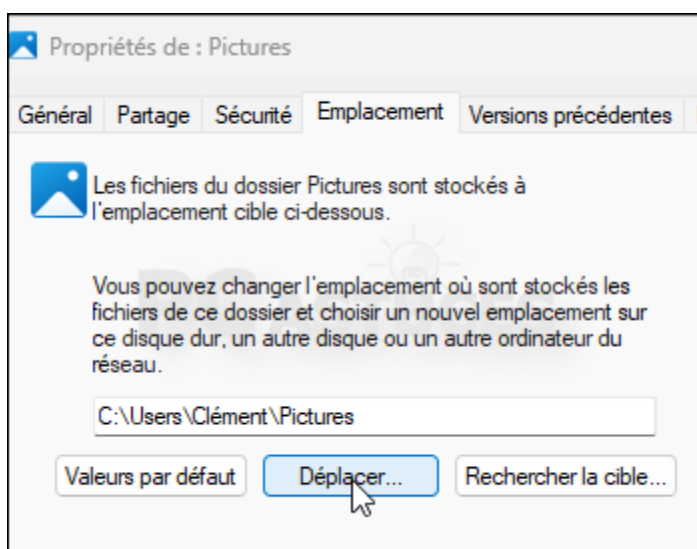 Propriétés de : Pictures
Général Partage Sécurité Emplacement Versions précédentes
Les fichiers du dossier Pictures sont stockés à
l'emplacement cible ci-dessous.
Vous pouvez changer l'emplacement où sont stockés les
fichiers de ce dossier et choisir un nouvel emplacement sur
ce disque dur, un autre disque ou un autre ordinateur du
réseau.
PC ASTUCES
C:\Users\Clément\Pictures
Valeurs par défaut Déplacer... Rechercher la cible...